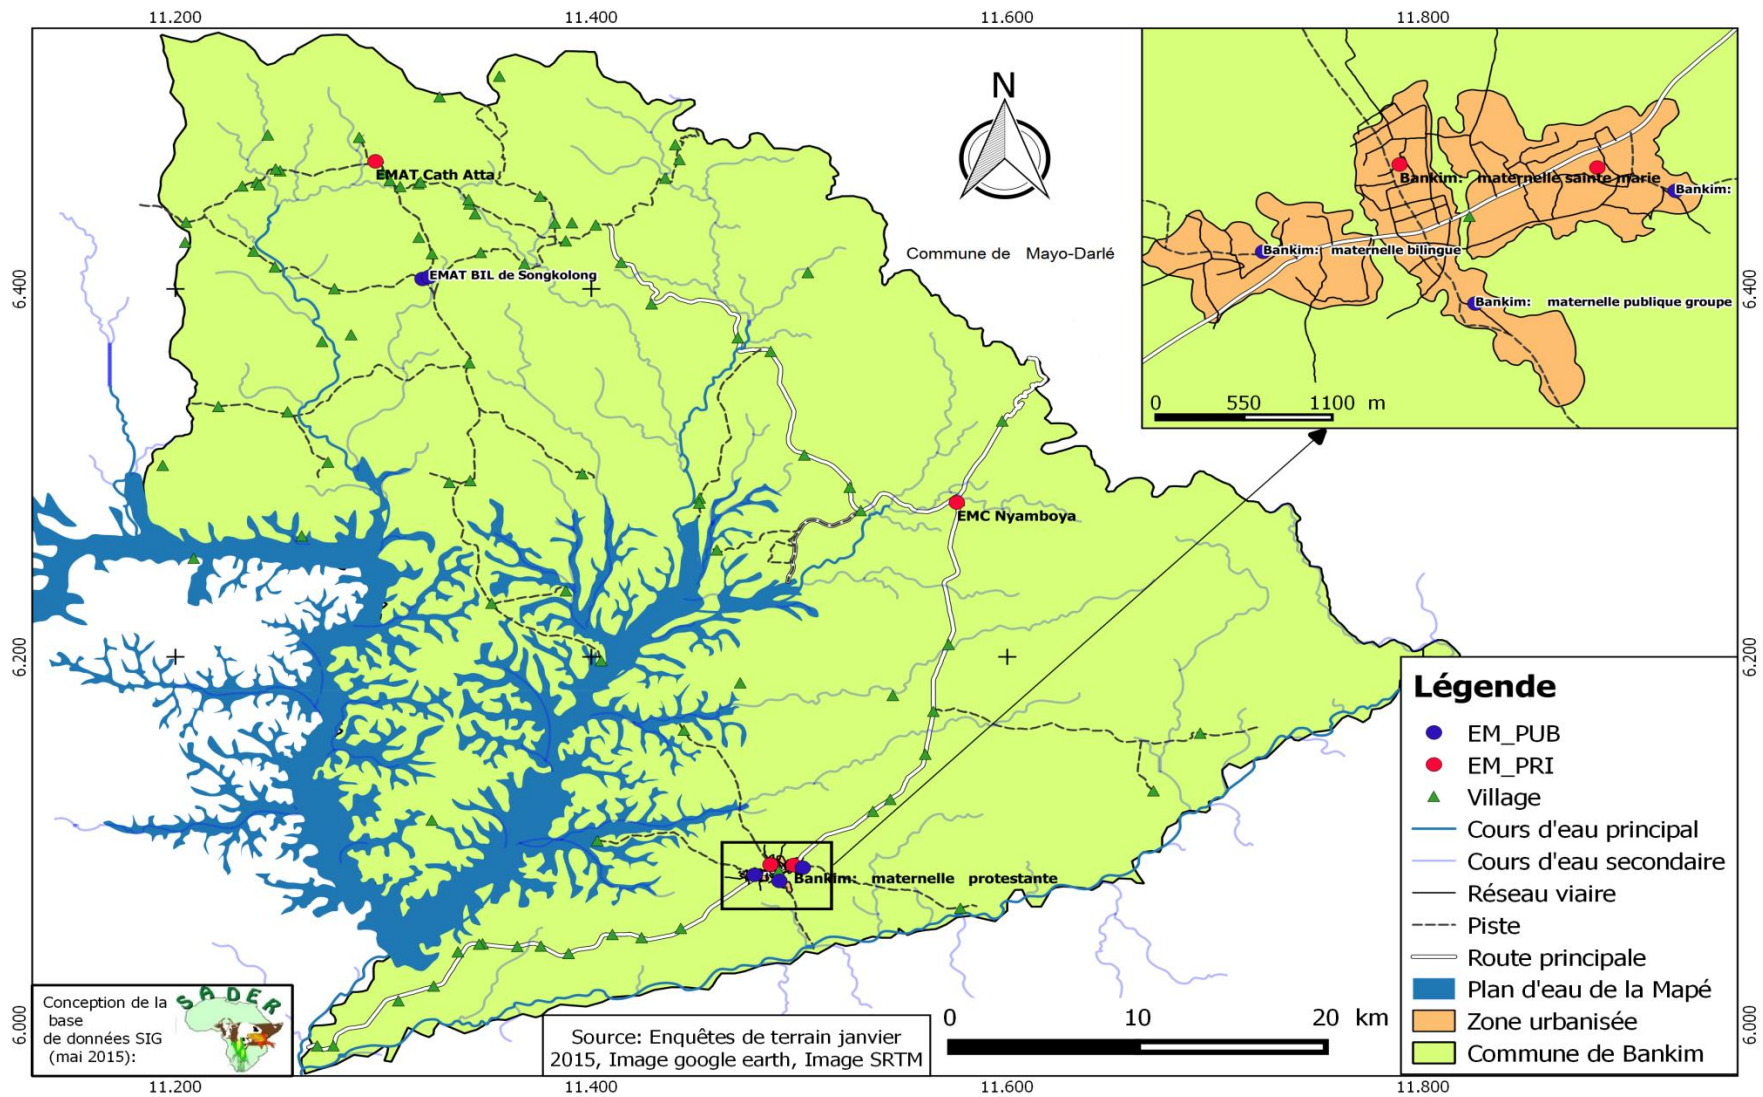 11.200
11.400
11.600
11.800
N
Commune de Mayo-Darlé
EMAT Cath Atta
EMAT BIL de Songkolong
EMC Nyamboya
Bankim: maternelle protestante
Bankim: maternelle sainte marie
Bankim:
Bankim: maternelle bilingue
Bankim: maternelle publique groupe
0 550 1100 m
6.400
6.400
6.200
6.200
6.000
6.000
Légende
EM_PUB
EM_PRI
Village
Cours d'eau principal
Cours d'eau secondaire
Réseau viaire
Piste
Route principale
Plan d'eau de la Mapé
Zone urbanisée
Commune de Bankim
Conception de la
base
de données SIG
(mai 2015):
SADER
Source: Enquêtes de terrain janvier
2015, Image google earth, Image SRTM
0 10 20 km
11.200
11.400
11.600
11.800